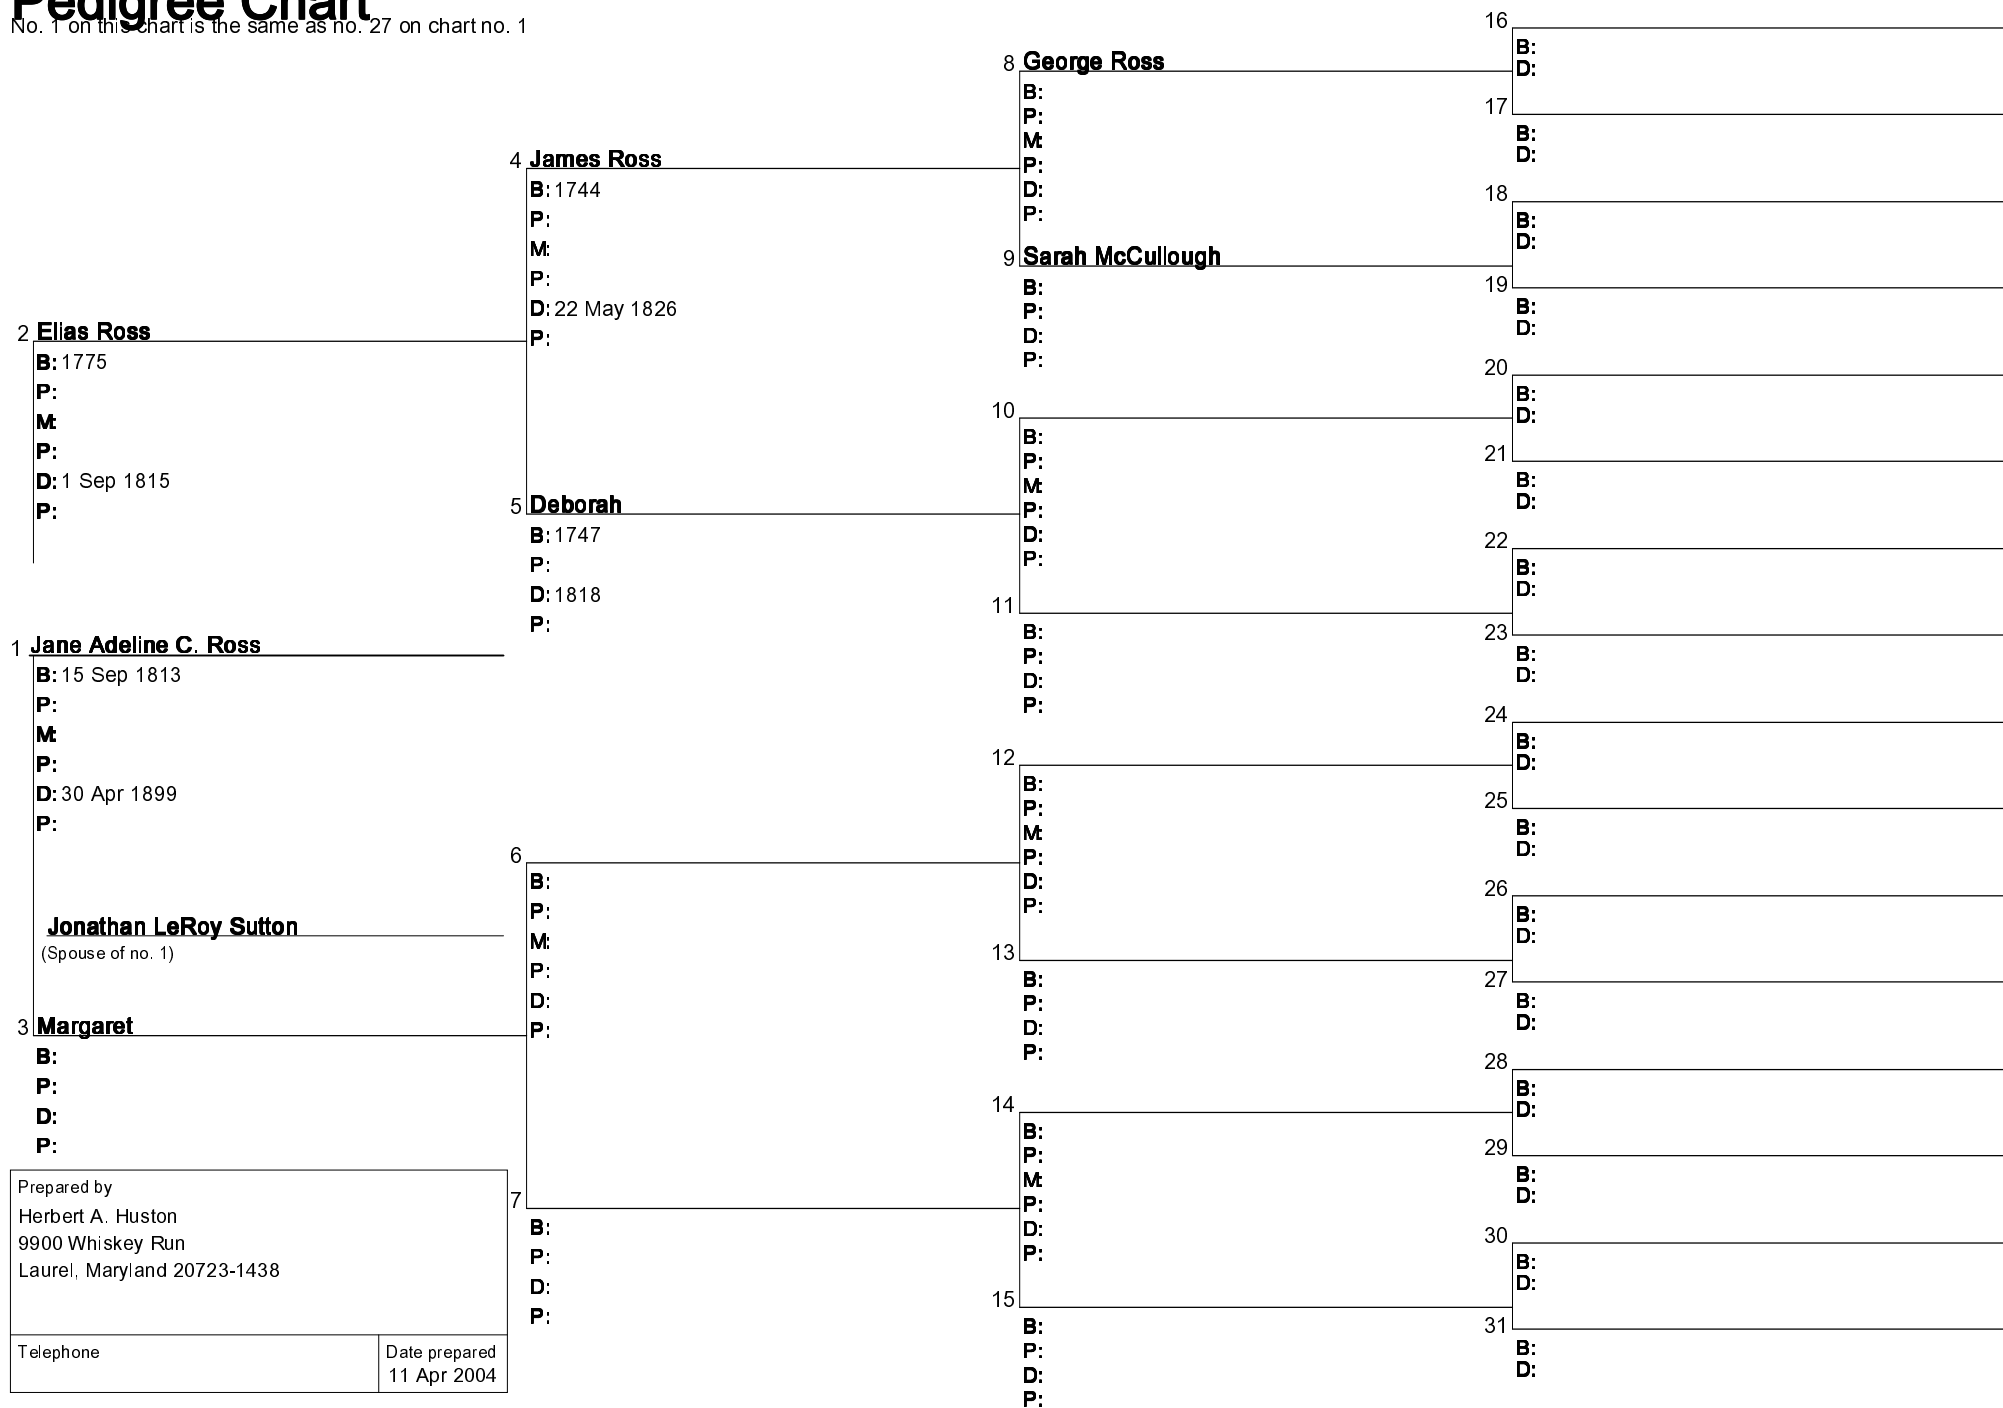 Pedigree Chart
No. 1 on this chart is the same as no. 27 on chart no. 1
2 Elias Ross
B: 1775
P:
M:
P:
D: 1 Sep 1815
P:
1 Jane Adeline C. Ross
B: 15 Sep 1813
P:
M:
P:
D: 30 Apr 1899
P:
Jonathan LeRoy Sutton
(Spouse of no. 1)
3 Margaret
B:
P:
D:
P:
Prepared by
Herbert A. Huston
9900 Whiskey Run
Laurel, Maryland 20723-1438
Telephone
Date prepared
11 Apr 2004
4 James Ross
B: 1744
P:
M:
P:
D: 22 May 1826
P:
5 Deborah
B: 1747
P:
D: 1818
P:
6
B:
P:
M:
P:
D:
P:
7
B:
P:
D:
P:
8 George Ross
B:
P:
M:
P:
D:
P:
9 Sarah McCullough
B:
P:
D:
P:
10
B:
P:
M:
P:
D:
P:
11
B:
P:
D:
P:
12
B:
P:
M:
P:
D:
P:
13
B:
P:
D:
P:
14
B:
P:
M:
P:
D:
P:
15
B:
P:
D:
P:
16
B:
D:
17
B:
D:
18
B:
D:
19
B:
D:
20
B:
D:
21
B:
D:
22
B:
D:
23
B:
D:
24
B:
D:
25
B:
D:
26
B:
D:
27
B:
D:
28
B:
D:
29
B:
D:
30
B:
D:
31
B:
D: